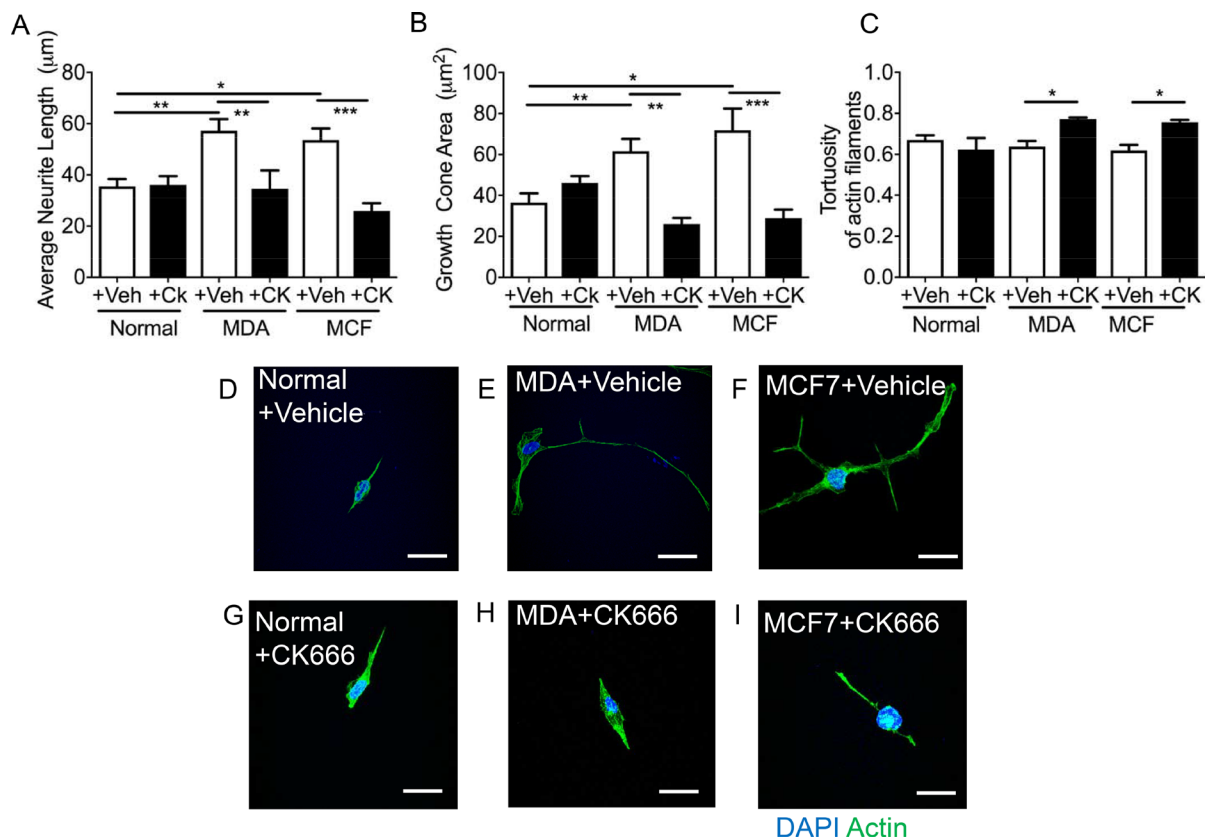 A
Average Neurite Length (μm)
80
60
40
20
0
*
**
**
***
+Veh +Ck +Veh +CK +Veh +CK
Normal MDA MCF
B
Growth Cone Area (μm²)
100
80
60
40
20
0
*
**
**
***
+Veh +Ck +Veh +CK +Veh +CK
Normal MDA MCF
C
Tortuosity
of actin filaments
1.0
0.8
0.6
0.4
0.2
0.0
*
*
+Veh +CK +Veh +CK +Veh +CK
Normal MDA MCF
D
Normal
+Vehicle
E
MDA+Vehicle
F
MCF7+Vehicle
G
Normal
+CK666
H
MDA+CK666
I
MCF7+CK666
DAPI Actin